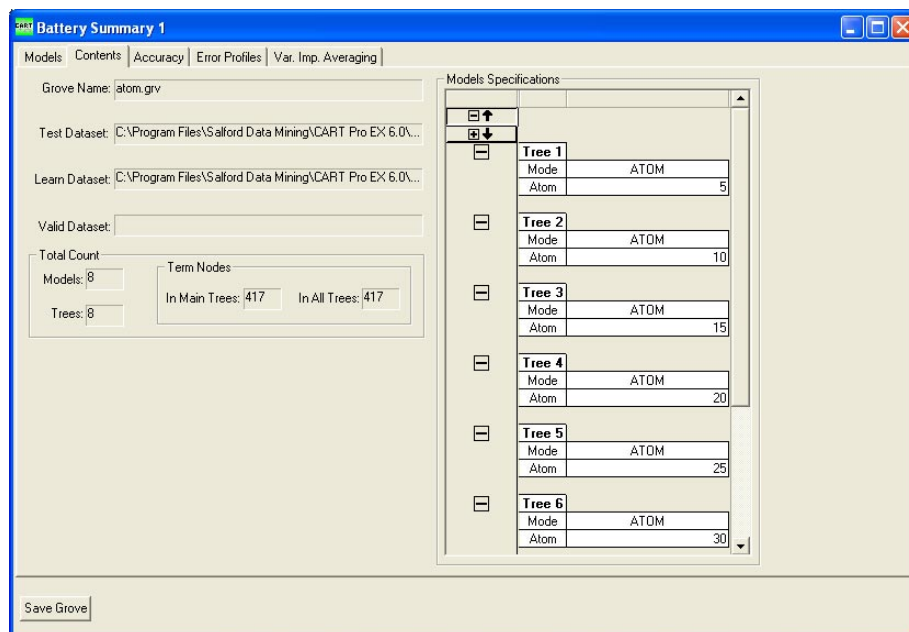 CART Battery Summary 1
Models Contents Accuracy Error Profiles Var. Imp. Averaging
Grove Name: atom.grv
Test Dataset: C:\Program Files\Salford Data Mining\CART Pro EX 6.0\...
Learn Dataset: C:\Program Files\Salford Data Mining\CART Pro EX 6.0\...
Valid Dataset:
Total Count
Models: 8
Trees: 8
Term Nodes
In Main Trees: 417 In All Trees: 417
Models Specifications
Tree 1
Mode ATOM
Atom 5
Tree 2
Mode ATOM
Atom 10
Tree 3
Mode ATOM
Atom 15
Tree 4
Mode ATOM
Atom 20
Tree 5
Mode ATOM
Atom 25
Tree 6
Mode ATOM
Atom 30
Save Grove